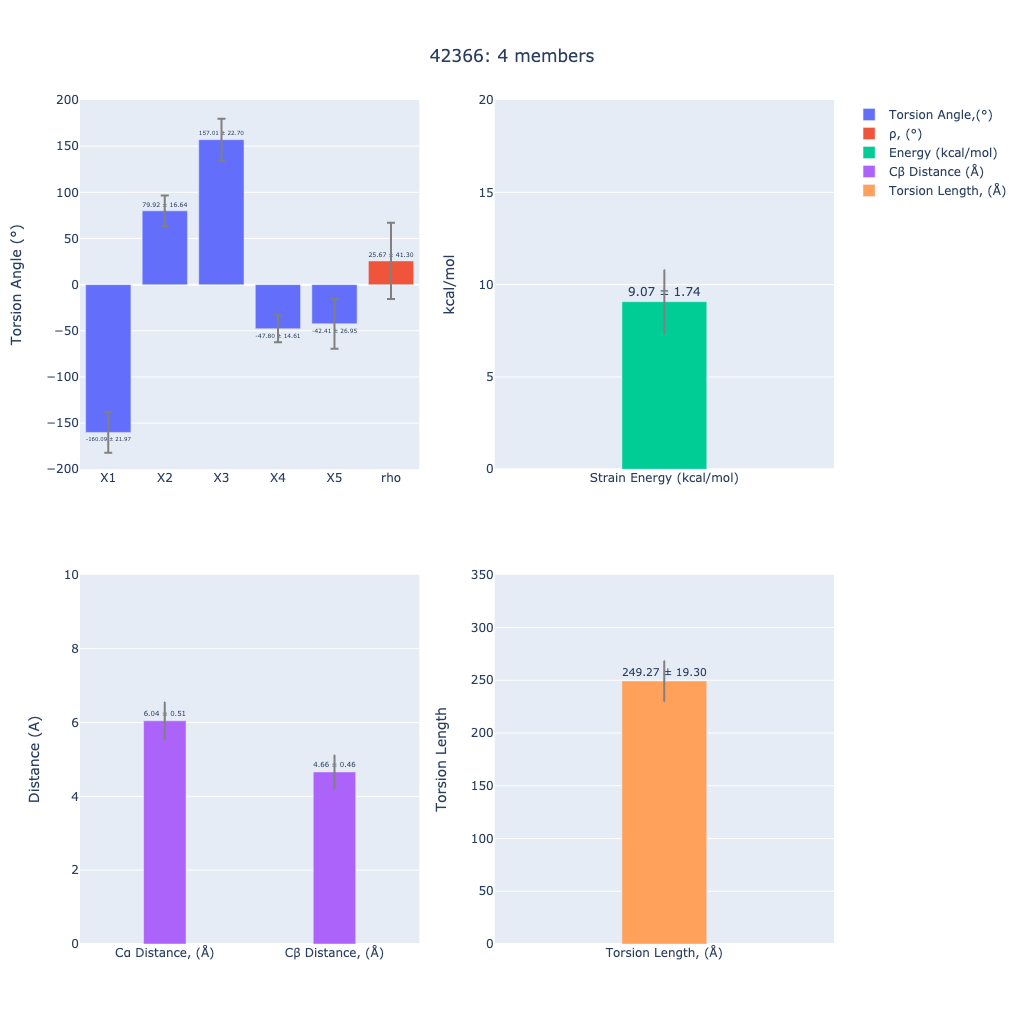 42366: 4 members
Torsion Angle (°)
200
150
100
50
0
−50
−100
−150
−200
-160.09 ± 21.97
79.92 ± 16.64
157.01 ± 22.70
-47.80 ± 14.61
-42.41 ± 26.95
25.67 ± 41.30
X1 X2 X3 X4 X5 rho
kcal/mol
20
15
10
5
0
9.07 ± 1.74
Strain Energy (kcal/mol)
Torsion Angle,(°)
ρ, (°)
Energy (kcal/mol)
Cβ Distance (Å)
Torsion Length, (Å)
Distance (A)
10
8
6
4
2
0
6.04 ± 0.51
4.66 ± 0.46
Cα Distance, (Å) Cβ Distance, (Å)
Torsion Length
350
300
250
200
150
100
50
0
249.27 ± 19.30
Torsion Length, (Å)